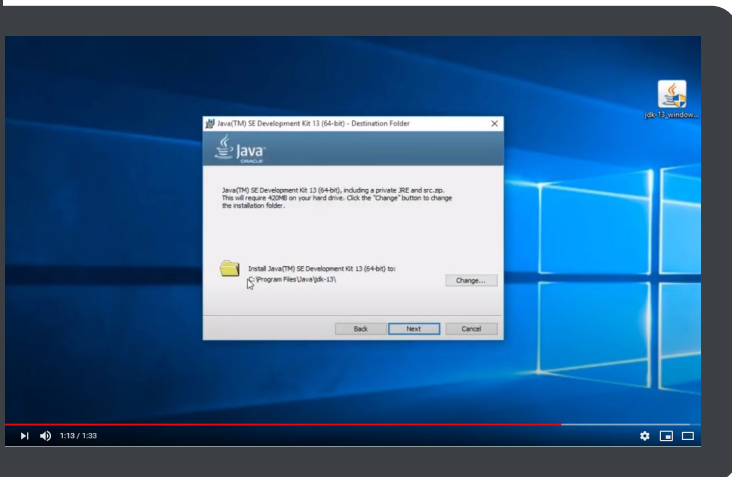 jdk-13_window...
Java(TM) SE Development Kit 13 (64-bit) - Destination Folder
Java
ORACLE
Java(TM) SE Development Kit 13 (64-bit), including a private JRE and src.zip.
This will require 420MB on your hard drive. Click the "Change" button to change
the installation folder.
Install Java(TM) SE Development Kit 13 (64-bit) to:
C:\Program Files\Java\jdk-13\
Change...
Back Next Cancel
1:13 / 1:33